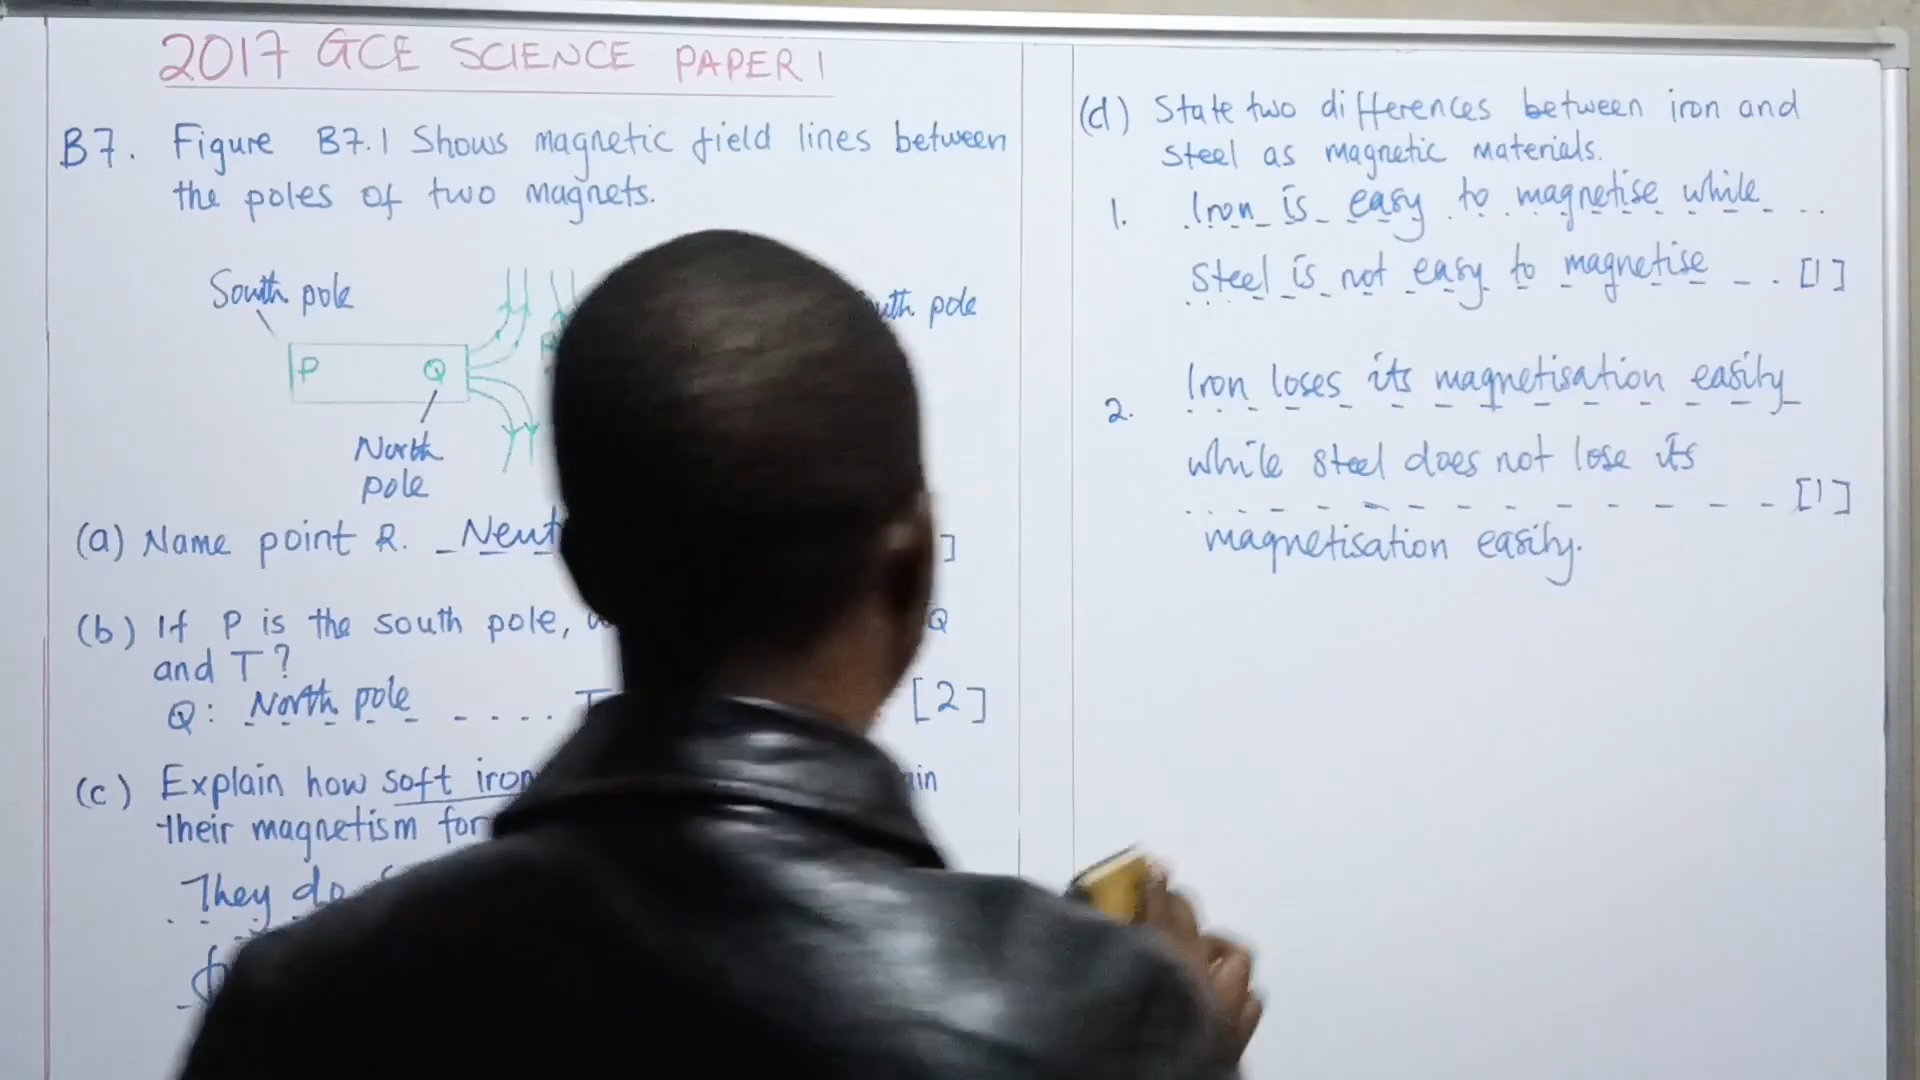 2017 GCE SCIENCE PAPER 1
B7. Figure B7.1 Shows magnetic field lines between
the poles of two magnets.
South pole
pole
P Q
North
pole
(a) Name point R.
(b) If P is the south pole, Q
and T?
Q: North pole [2]
(c) Explain how soft iron
their magnetism for
They do
(d) State two differences between iron and
Steel as magnetic materials.
1. Iron is easy to magnetise while
Steel is not easy to magnetise [1]
2. Iron loses its magnetisation easily
while steel does not lose its
[1]
magnetisation easily.